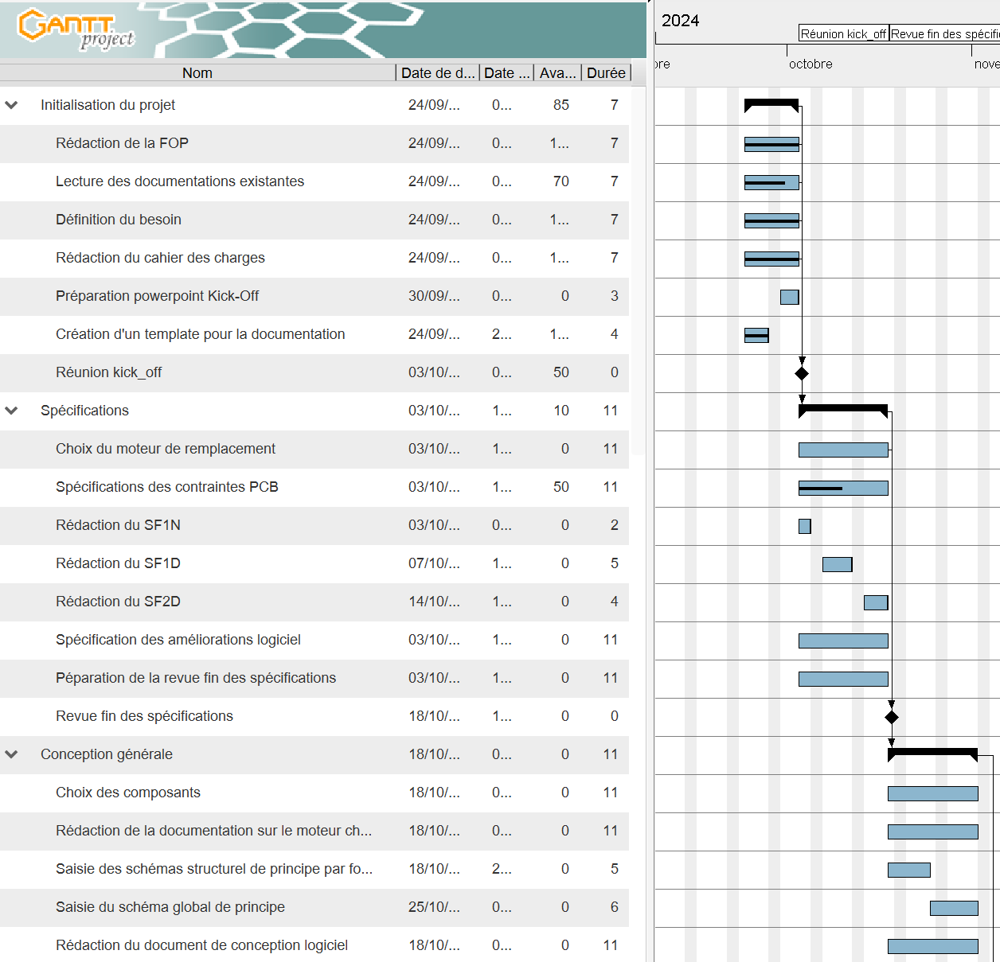 GANTT project
2024
Réunion kick_off Revue fin des spécifi
bre octobre nove
Nom Date de d... Date ... Ava... Durée
Initialisation du projet 24/09/... 0... 85 7
Rédaction de la FOP 24/09/... 0... 1... 7
Lecture des documentations existantes 24/09/... 0... 70 7
Définition du besoin 24/09/... 0... 1... 7
Rédaction du cahier des charges 24/09/... 0... 1... 7
Préparation powerpoint Kick-Off 30/09/... 0... 0 3
Création d'un template pour la documentation 24/09/... 2... 1... 4
Réunion kick_off 03/10/... 0... 50 0
Spécifications 03/10/... 1... 10 11
Choix du moteur de remplacement 03/10/... 1... 0 11
Spécifications des contraintes PCB 03/10/... 1... 50 11
Rédaction du SF1N 03/10/... 0... 0 2
Rédaction du SF1D 07/10/... 1... 0 5
Rédaction du SF2D 14/10/... 1... 0 4
Spécification des améliorations logiciel 03/10/... 1... 0 11
Péparation de la revue fin des spécifications 03/10/... 1... 0 11
Revue fin des spécifications 18/10/... 1... 0 0
Conception générale 18/10/... 0... 0 11
Choix des composants 18/10/... 0... 0 11
Rédaction de la documentation sur le moteur ch... 18/10/... 0... 0 11
Saisie des schémas structurel de principe par fo... 18/10/... 2... 0 5
Saisie du schéma global de principe 25/10/... 0... 0 6
Rédaction du document de conception logiciel 18/10/... 0... 0 11